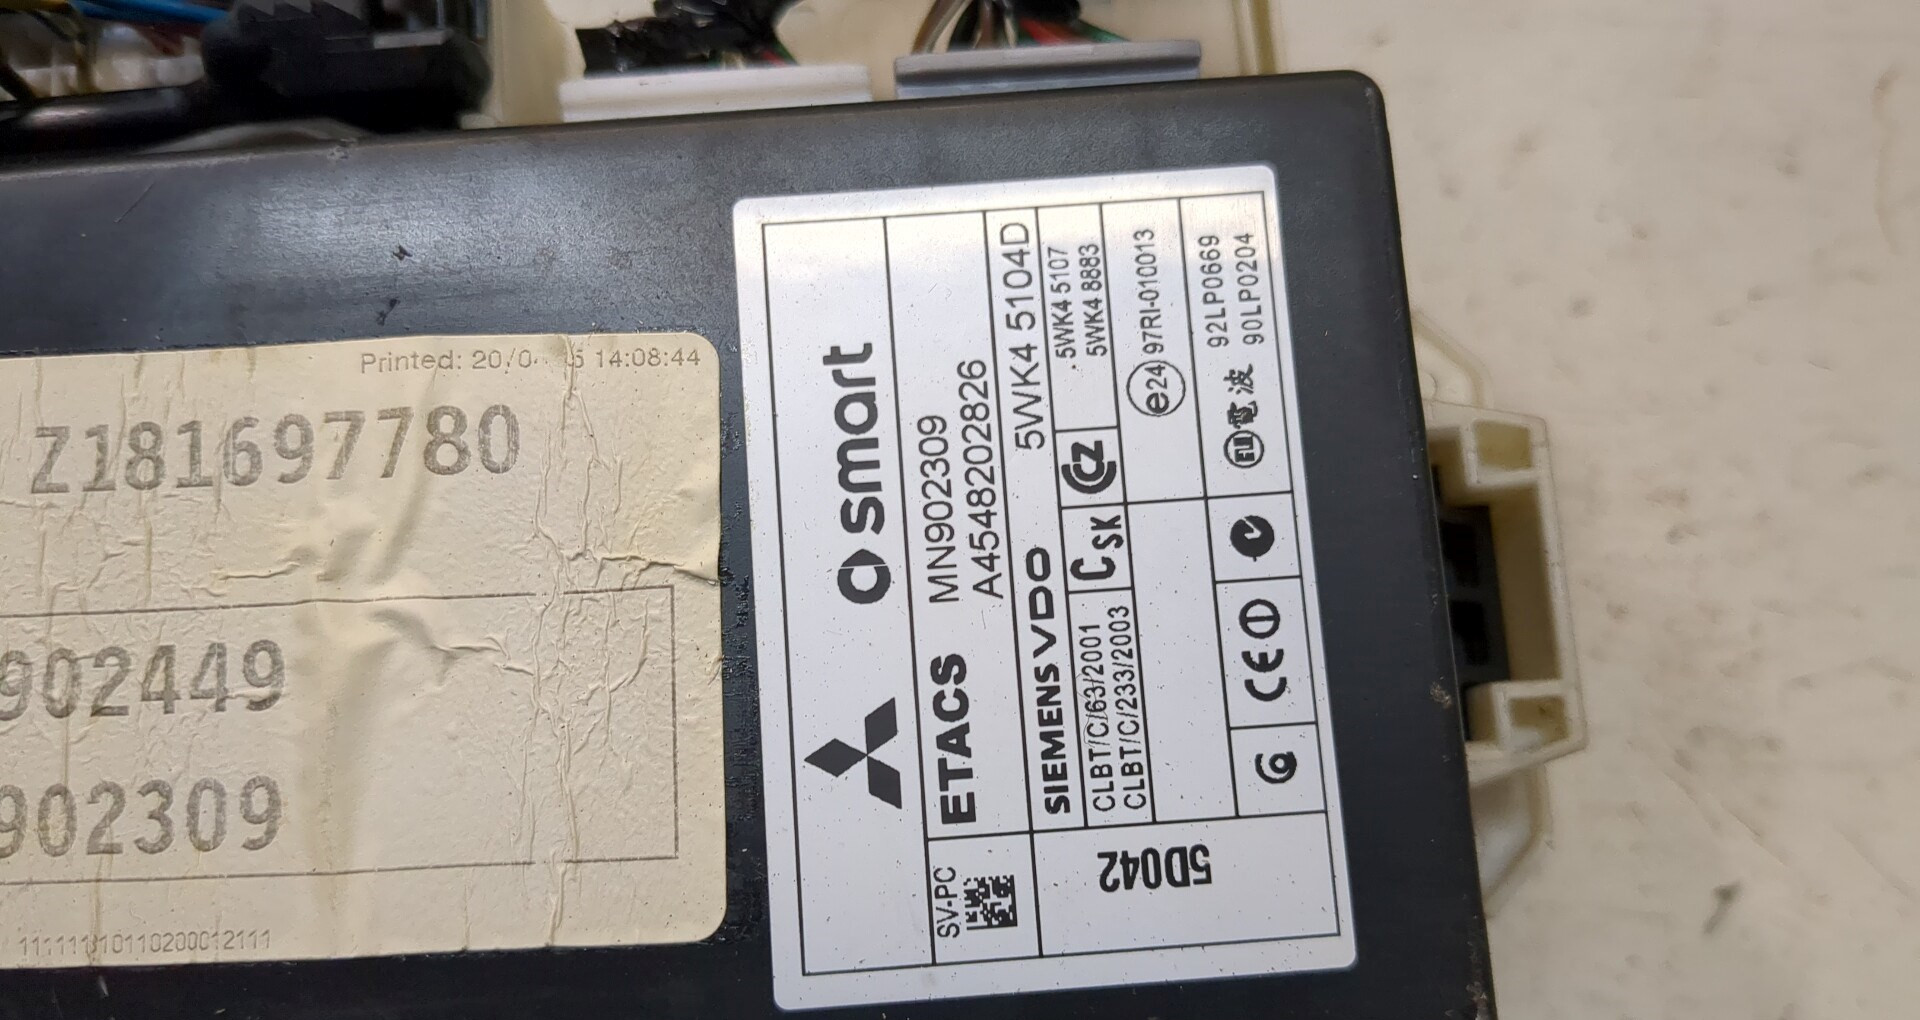 Printed: 20/0 5 14:08:44
Z181697780
902449
902309
smart
ETACS MN902309
A4548202826
SIEMENS VDO 5WK4 5104D
CLBT/C/63/2001
CLBT/C/233/2003
C SK
5WK4 5107
5WK4 8883
e24 97RI-010013
CE
電波
92LP0669
90LP0204
SV-PC
5D042